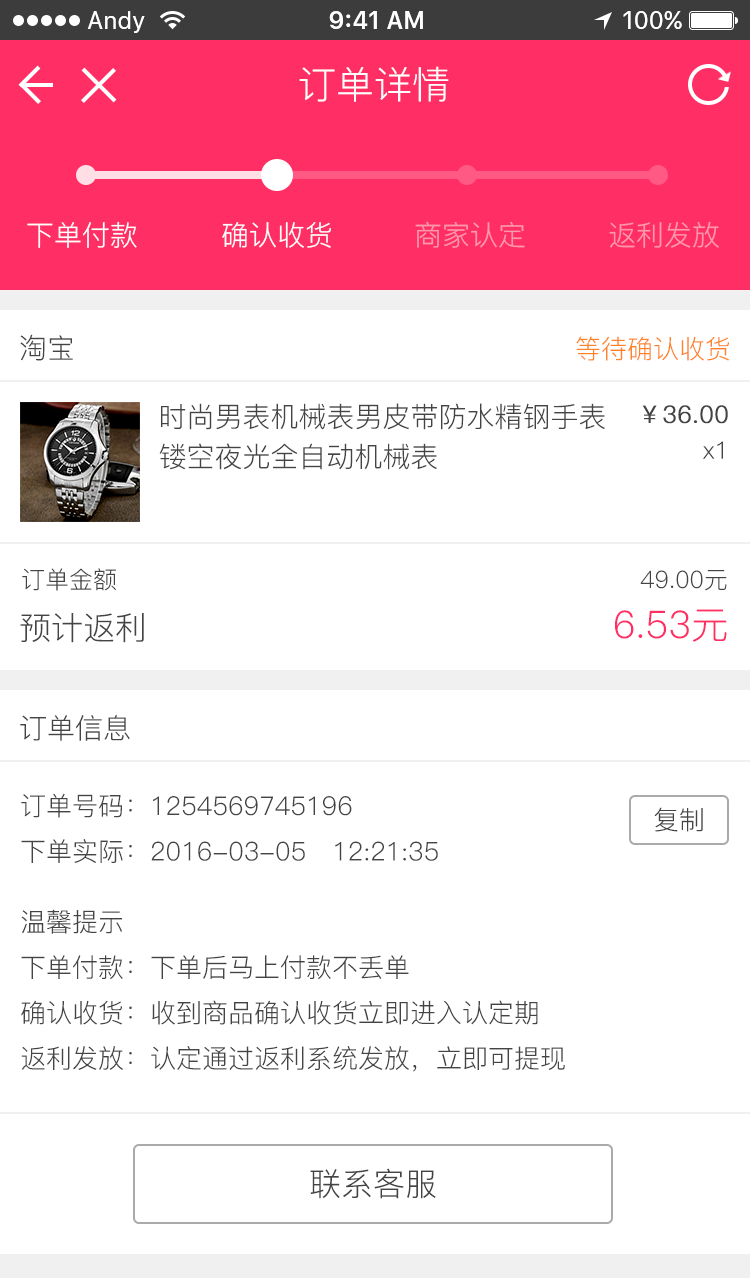 Andy 9:41 AM 100%
订单详情
下单付款 确认收货 商家认定 返利发放
淘宝 等待确认收货
时尚男表机械表男皮带防水精钢手表 ¥36.00
镂空夜光全自动机械表 x1
订单金额 49.00元
预计返利 6.53元
订单信息
订单号码：1254569745196 复制
下单实际：2016-03-05 12:21:35
温馨提示
下单付款：下单后马上付款不丢单
确认收货：收到商品确认收货立即进入认定期
返利发放：认定通过返利系统发放，立即可提现
联系客服